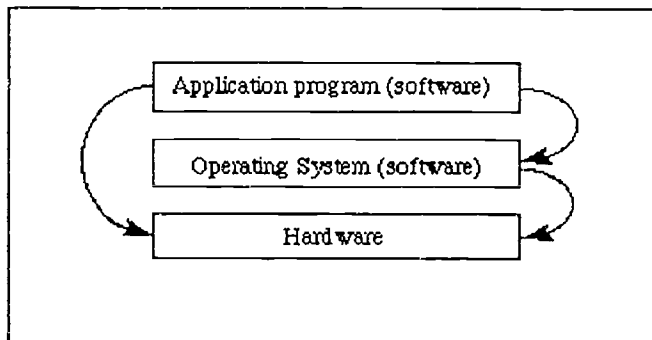 Application program (software)
Operating System (software)
Hardware